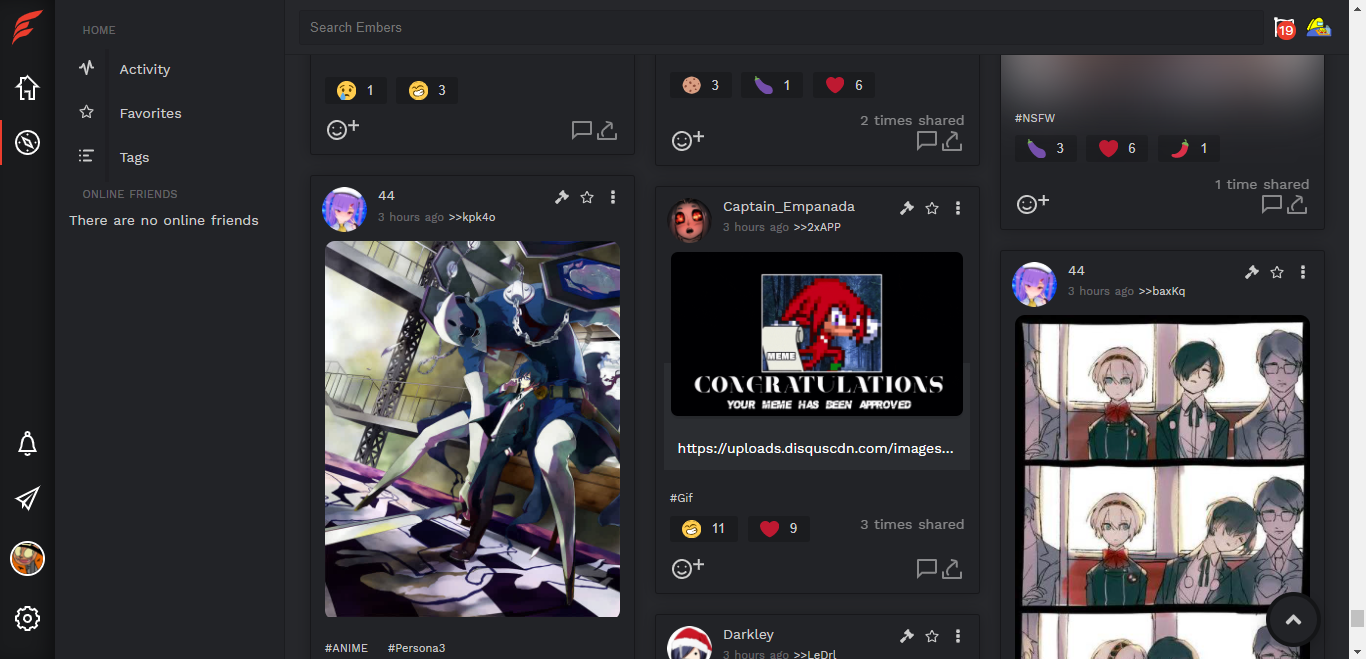 HOME
Activity
Favorites
Tags
ONLINE FRIENDS
There are no online friends
Search Embers
19
1
3
44
3 hours ago >>kpk4o
#ANIME #Persona3
3
1
6
2 times shared
Captain_Empanada
3 hours ago >>2xAPP
MEME
CONGRATULATIONS
YOUR MEME HAS BEEN APPROVED
https://uploads.disquscdn.com/images...
#Gif
11
9
3 times shared
Darkley
3 hours ago >>LeDrl
#NSFW
3
6
1
1 time shared
44
3 hours ago >>baxKq